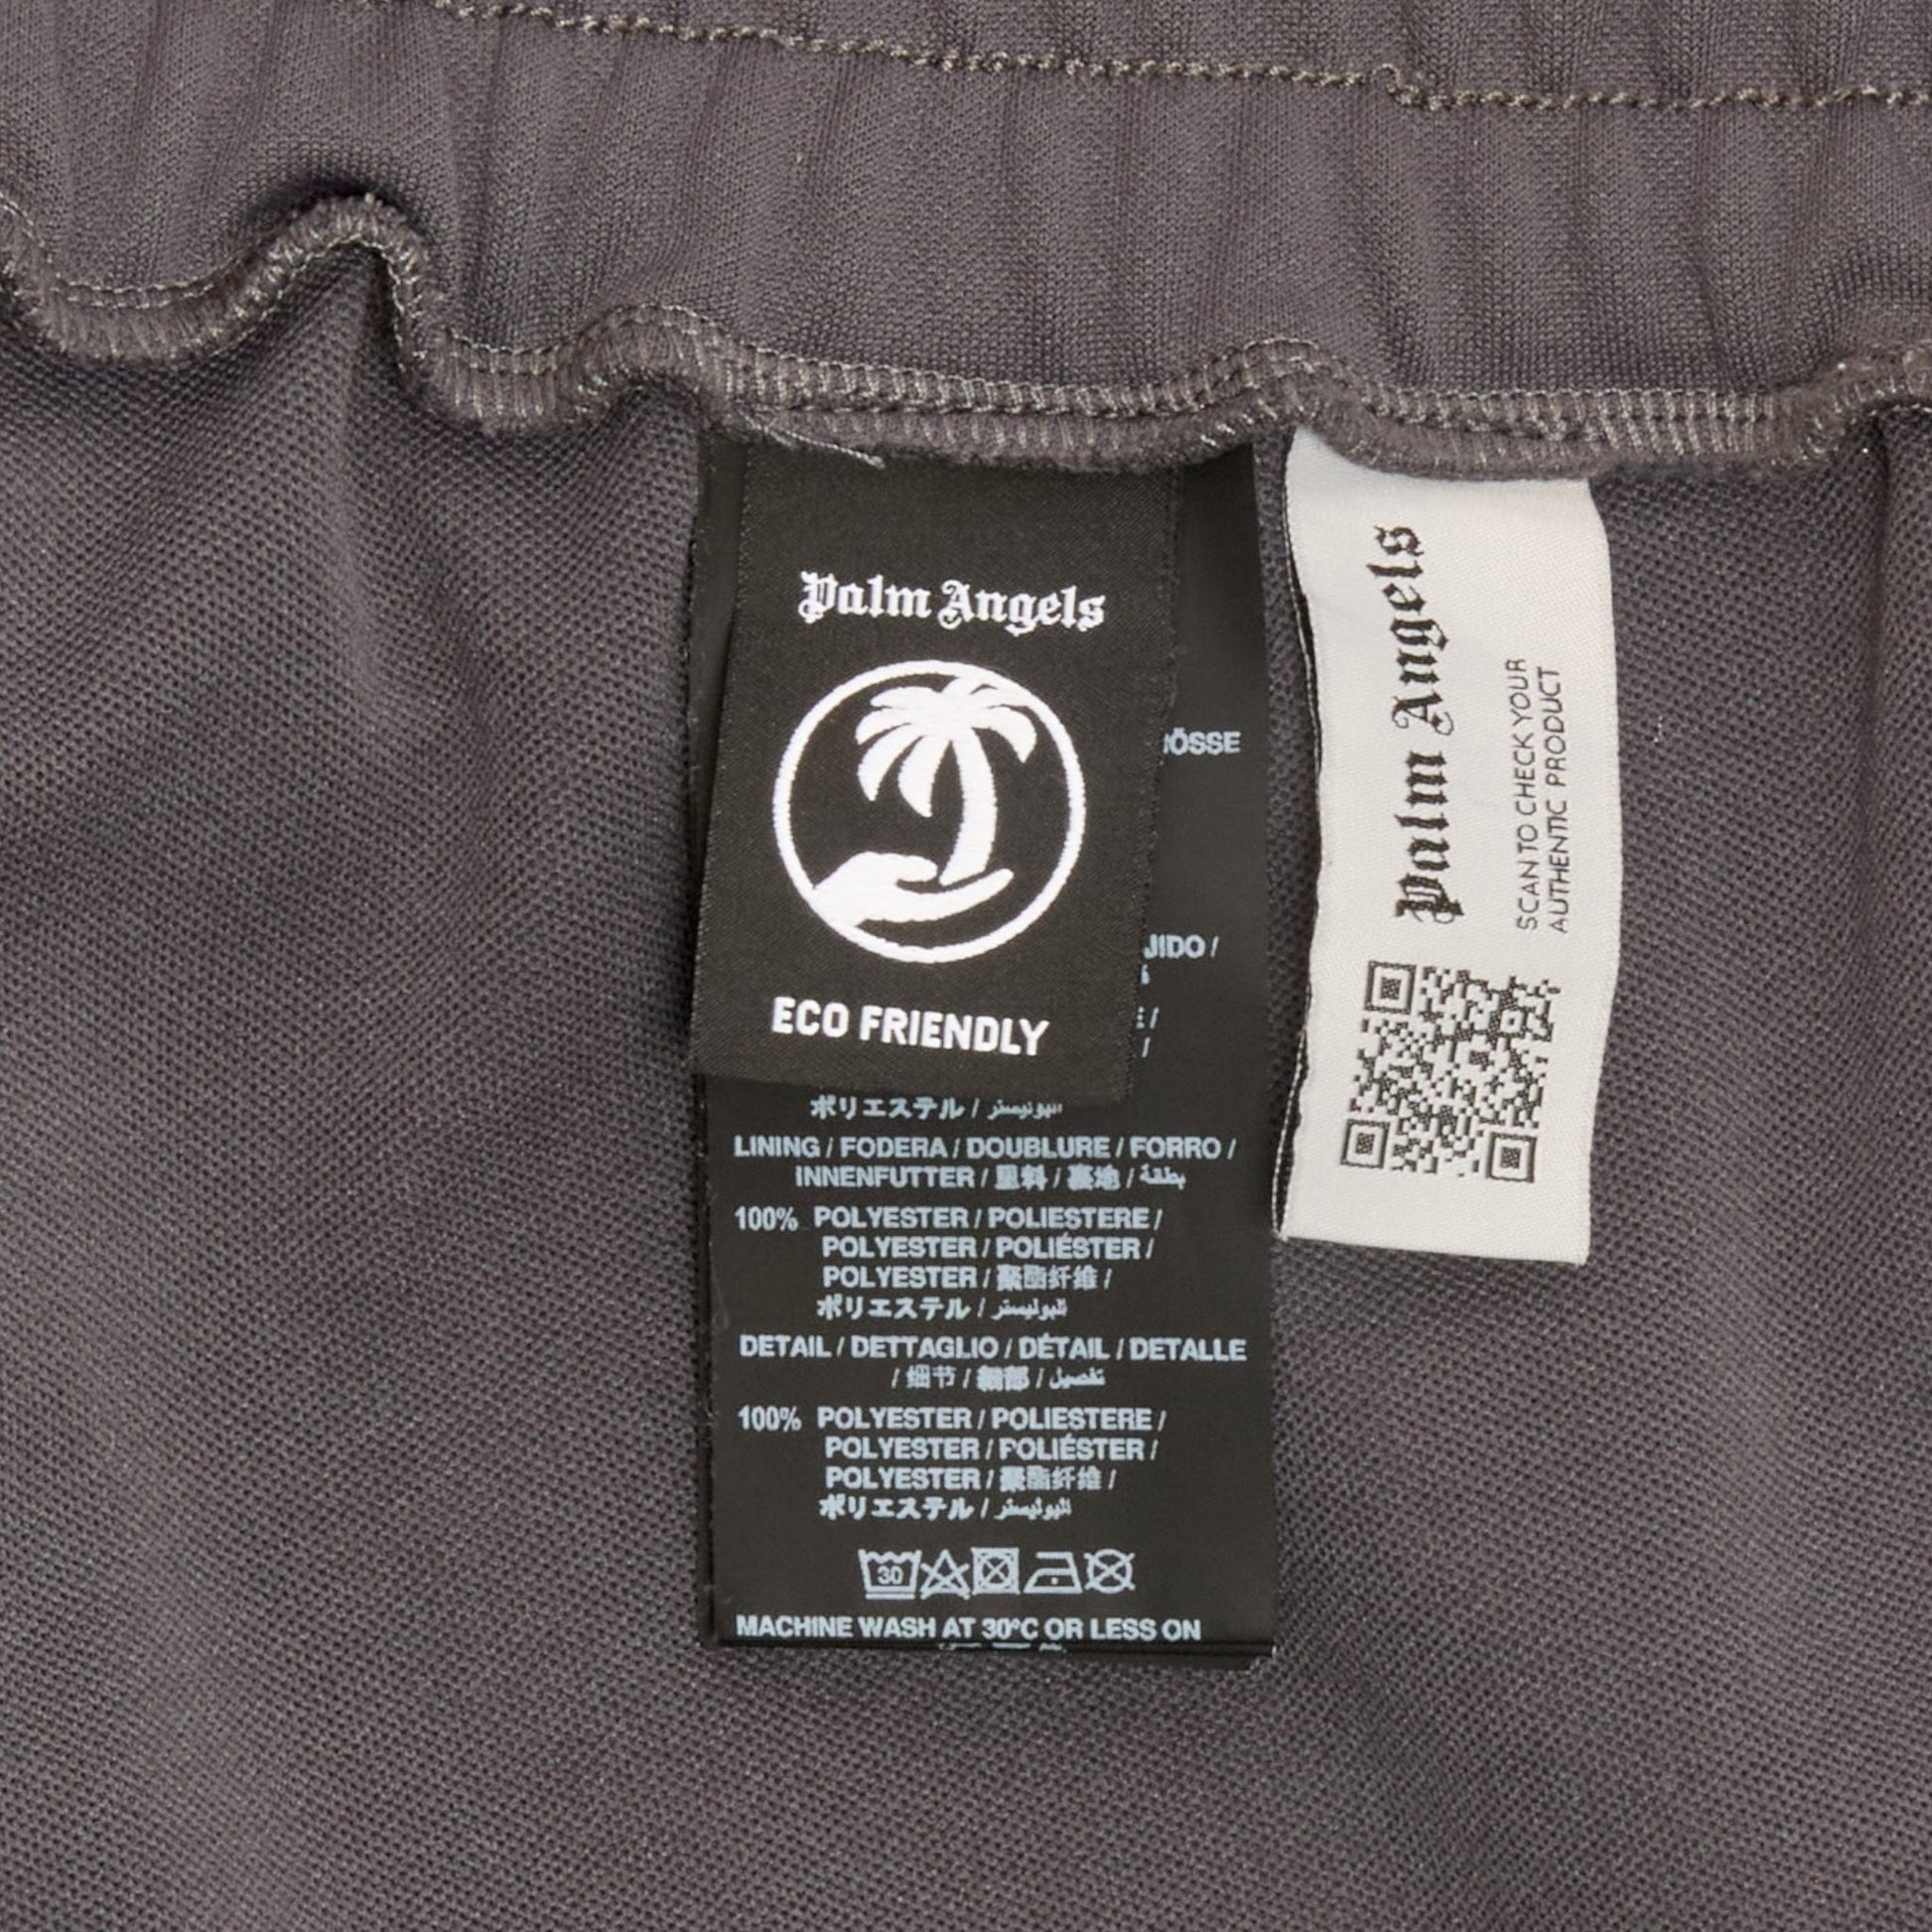 Palm Angels
ECO FRIENDLY
ÖSSE
JIDO /
ポリエステル /
LINING / FODERA / DOUBLURE / FORRO /
INNENFUTTER / 里料 / 裏地 / بطانة
100% POLYESTER / POLIESTERE /
POLYESTER / POLIÉSTER /
POLYESTER / 聚酯纤维 /
ポリエステル / البوليستر
DETAIL / DETTAGLIO / DÉTAIL / DETALLE
/ 细节 / 細部 / تفصيل
100% POLYESTER / POLIESTERE /
POLYESTER / POLIÉSTER /
POLYESTER / 聚酯纤维 /
ポリエステル / البوليستر
30
MACHINE WASH AT 30°C OR LESS ON
Palm Angels
SCAN TO CHECK YOUR
AUTHENTIC PRODUCT